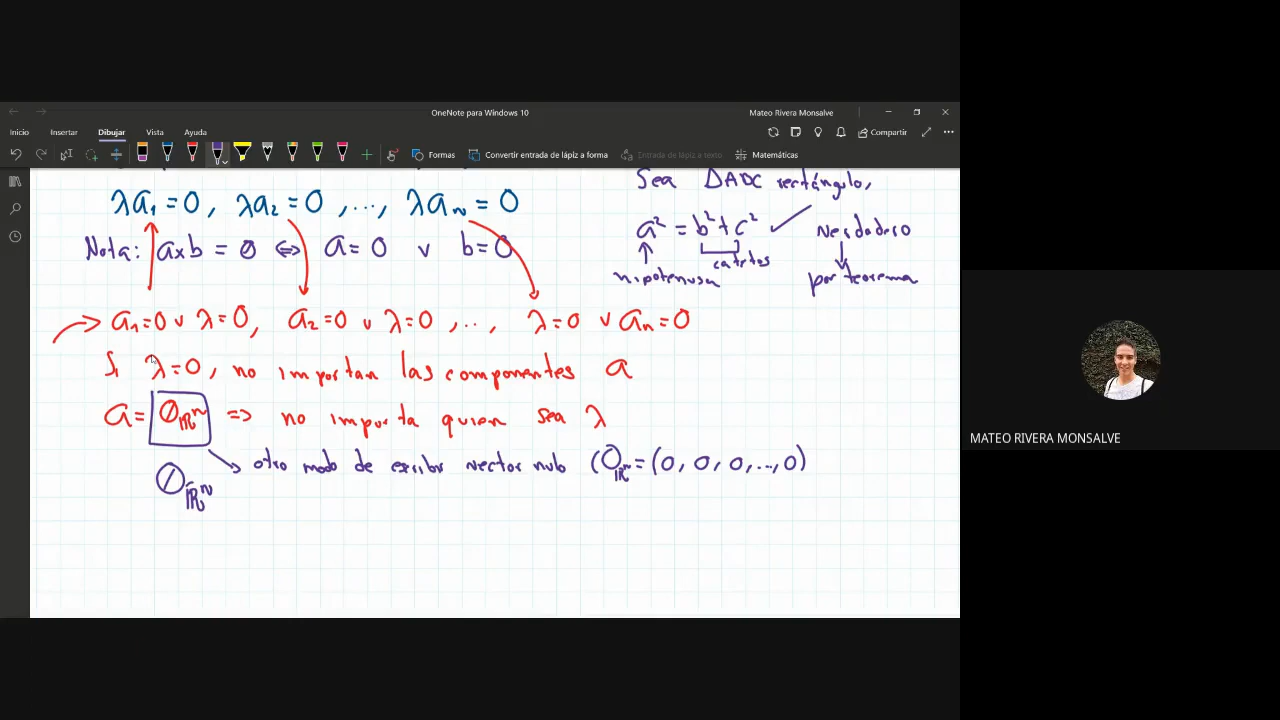 OneNote para Windows 10
Mateo Rivera Monsalve
Inicio Insertar Dibujar Vista Ayuda
Compartir
Formas Convertir entrada de lápiz a forma Entrada de lápiz a texto Matemáticas
λa₁=0, λa₂=0, ..., λaₙ=0
Nota: axb = 0 ⇔ a=0 v b=0
a₁=0 v λ=0, a₂=0 v λ=0, .., λ=0 v aₙ=0
Si λ=0, no importan las componentes a
a= 0ℝⁿ ⇒ no importa quien sea λ
otro modo de escribir vector nulo (0ℝⁿ=(0, 0, 0, ..., 0)
0ℝⁿ
Sea rectángulo,
a² = b²+c² ✓ verdadero
catetos
hipotenusa por teorema
MATEO RIVERA MONSALVE